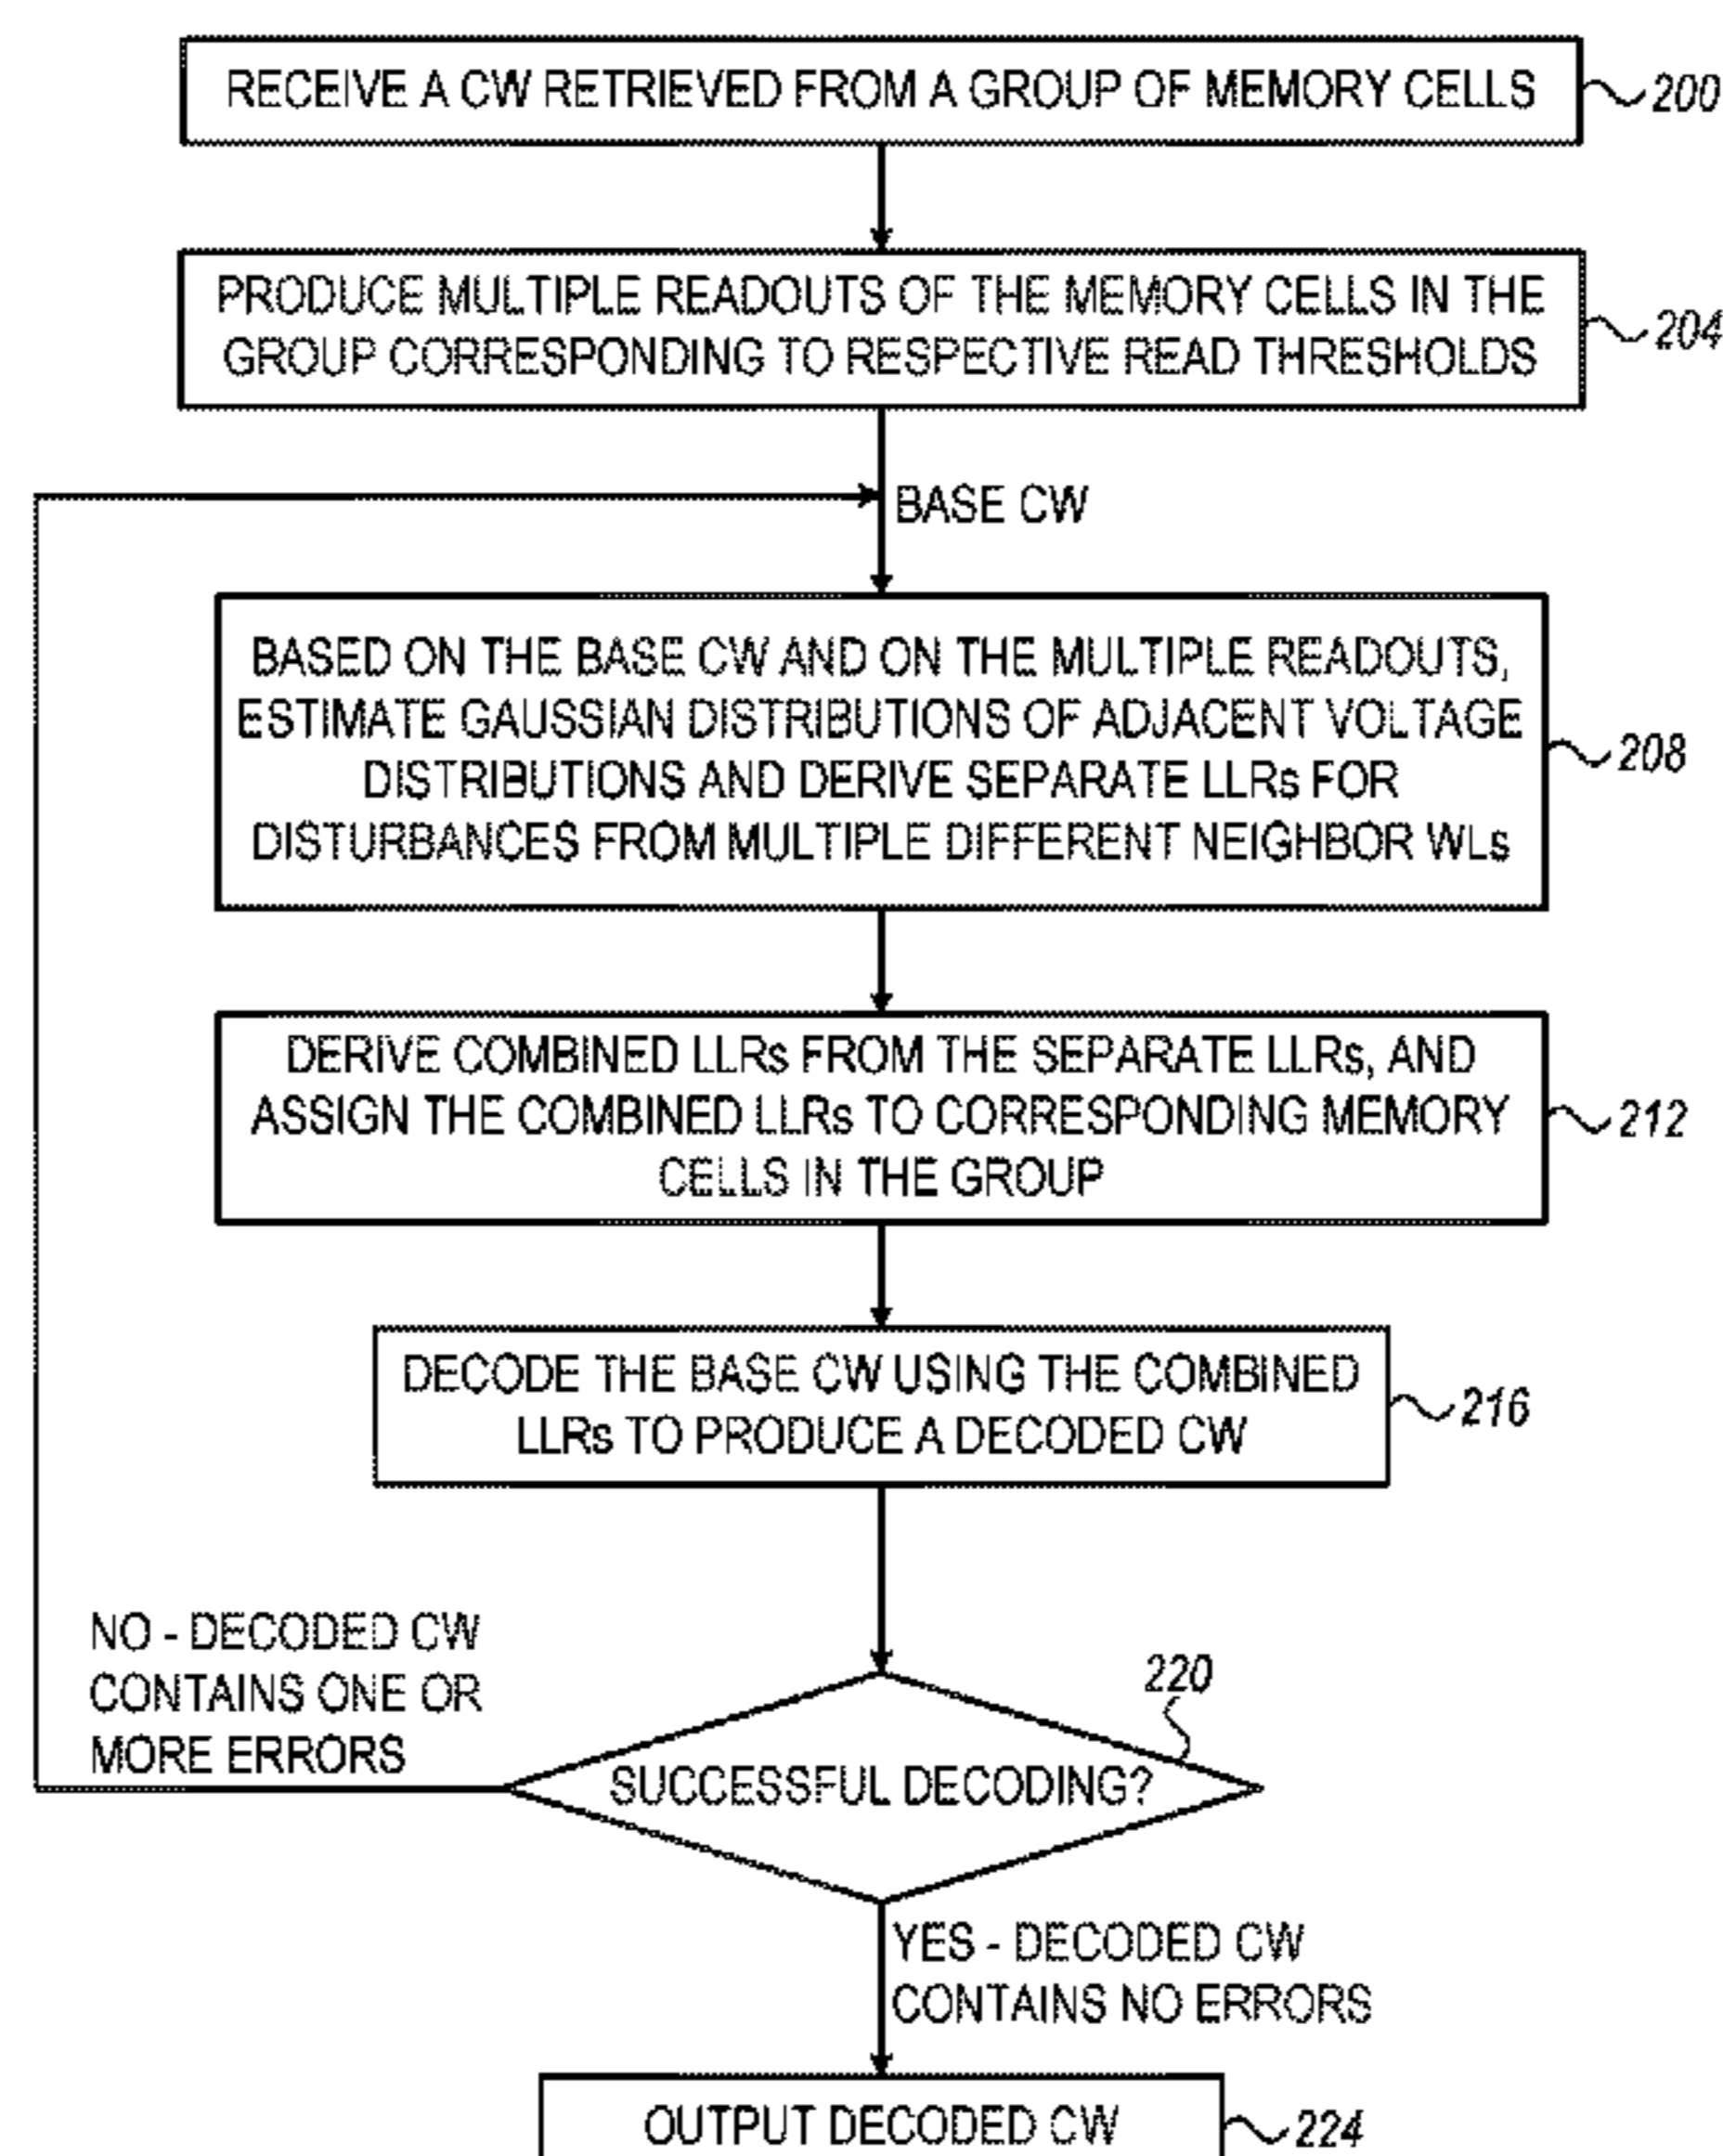 RECEIVE A CW RETRIEVED FROM A GROUP OF MEMORY CELLS
200
PRODUCE MULTIPLE READOUTS OF THE MEMORY CELLS IN THE
GROUP CORRESPONDING TO RESPECTIVE READ THRESHOLDS
204
BASE CW
BASED ON THE BASE CW AND ON THE MULTIPLE READOUTS,
ESTIMATE GAUSSIAN DISTRIBUTIONS OF ADJACENT VOLTAGE
DISTRIBUTIONS AND DERIVE SEPARATE LLRs FOR
DISTURBANCES FROM MULTIPLE DIFFERENT NEIGHBOR WLs
208
DERIVE COMBINED LLRs FROM THE SEPARATE LLRs, AND
ASSIGN THE COMBINED LLRs TO CORRESPONDING MEMORY
CELLS IN THE GROUP
212
DECODE THE BASE CW USING THE COMBINED
LLRs TO PRODUCE A DECODED CW
216
NO - DECODED CW
CONTAINS ONE OR
MORE ERRORS
220
SUCCESSFUL DECODING?
YES - DECODED CW
CONTAINS NO ERRORS
OUTPUT DECODED CW
224